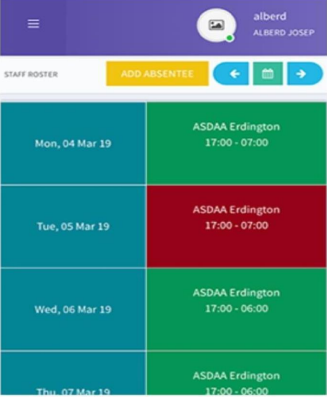 alberd
ALBERD JOSEP
STAFF ROSTER
ADD ABSENTEE
Mon, 04 Mar 19
ASDAA Erdington
17:00 - 07:00
Tue, 05 Mar 19
ASDAA Erdington
17:00 - 07:00
Wed, 06 Mar 19
ASDAA Erdington
17:00 - 06:00
Thu, 07 Mar 19
ASDAA Erdington
17:00 - 06:00